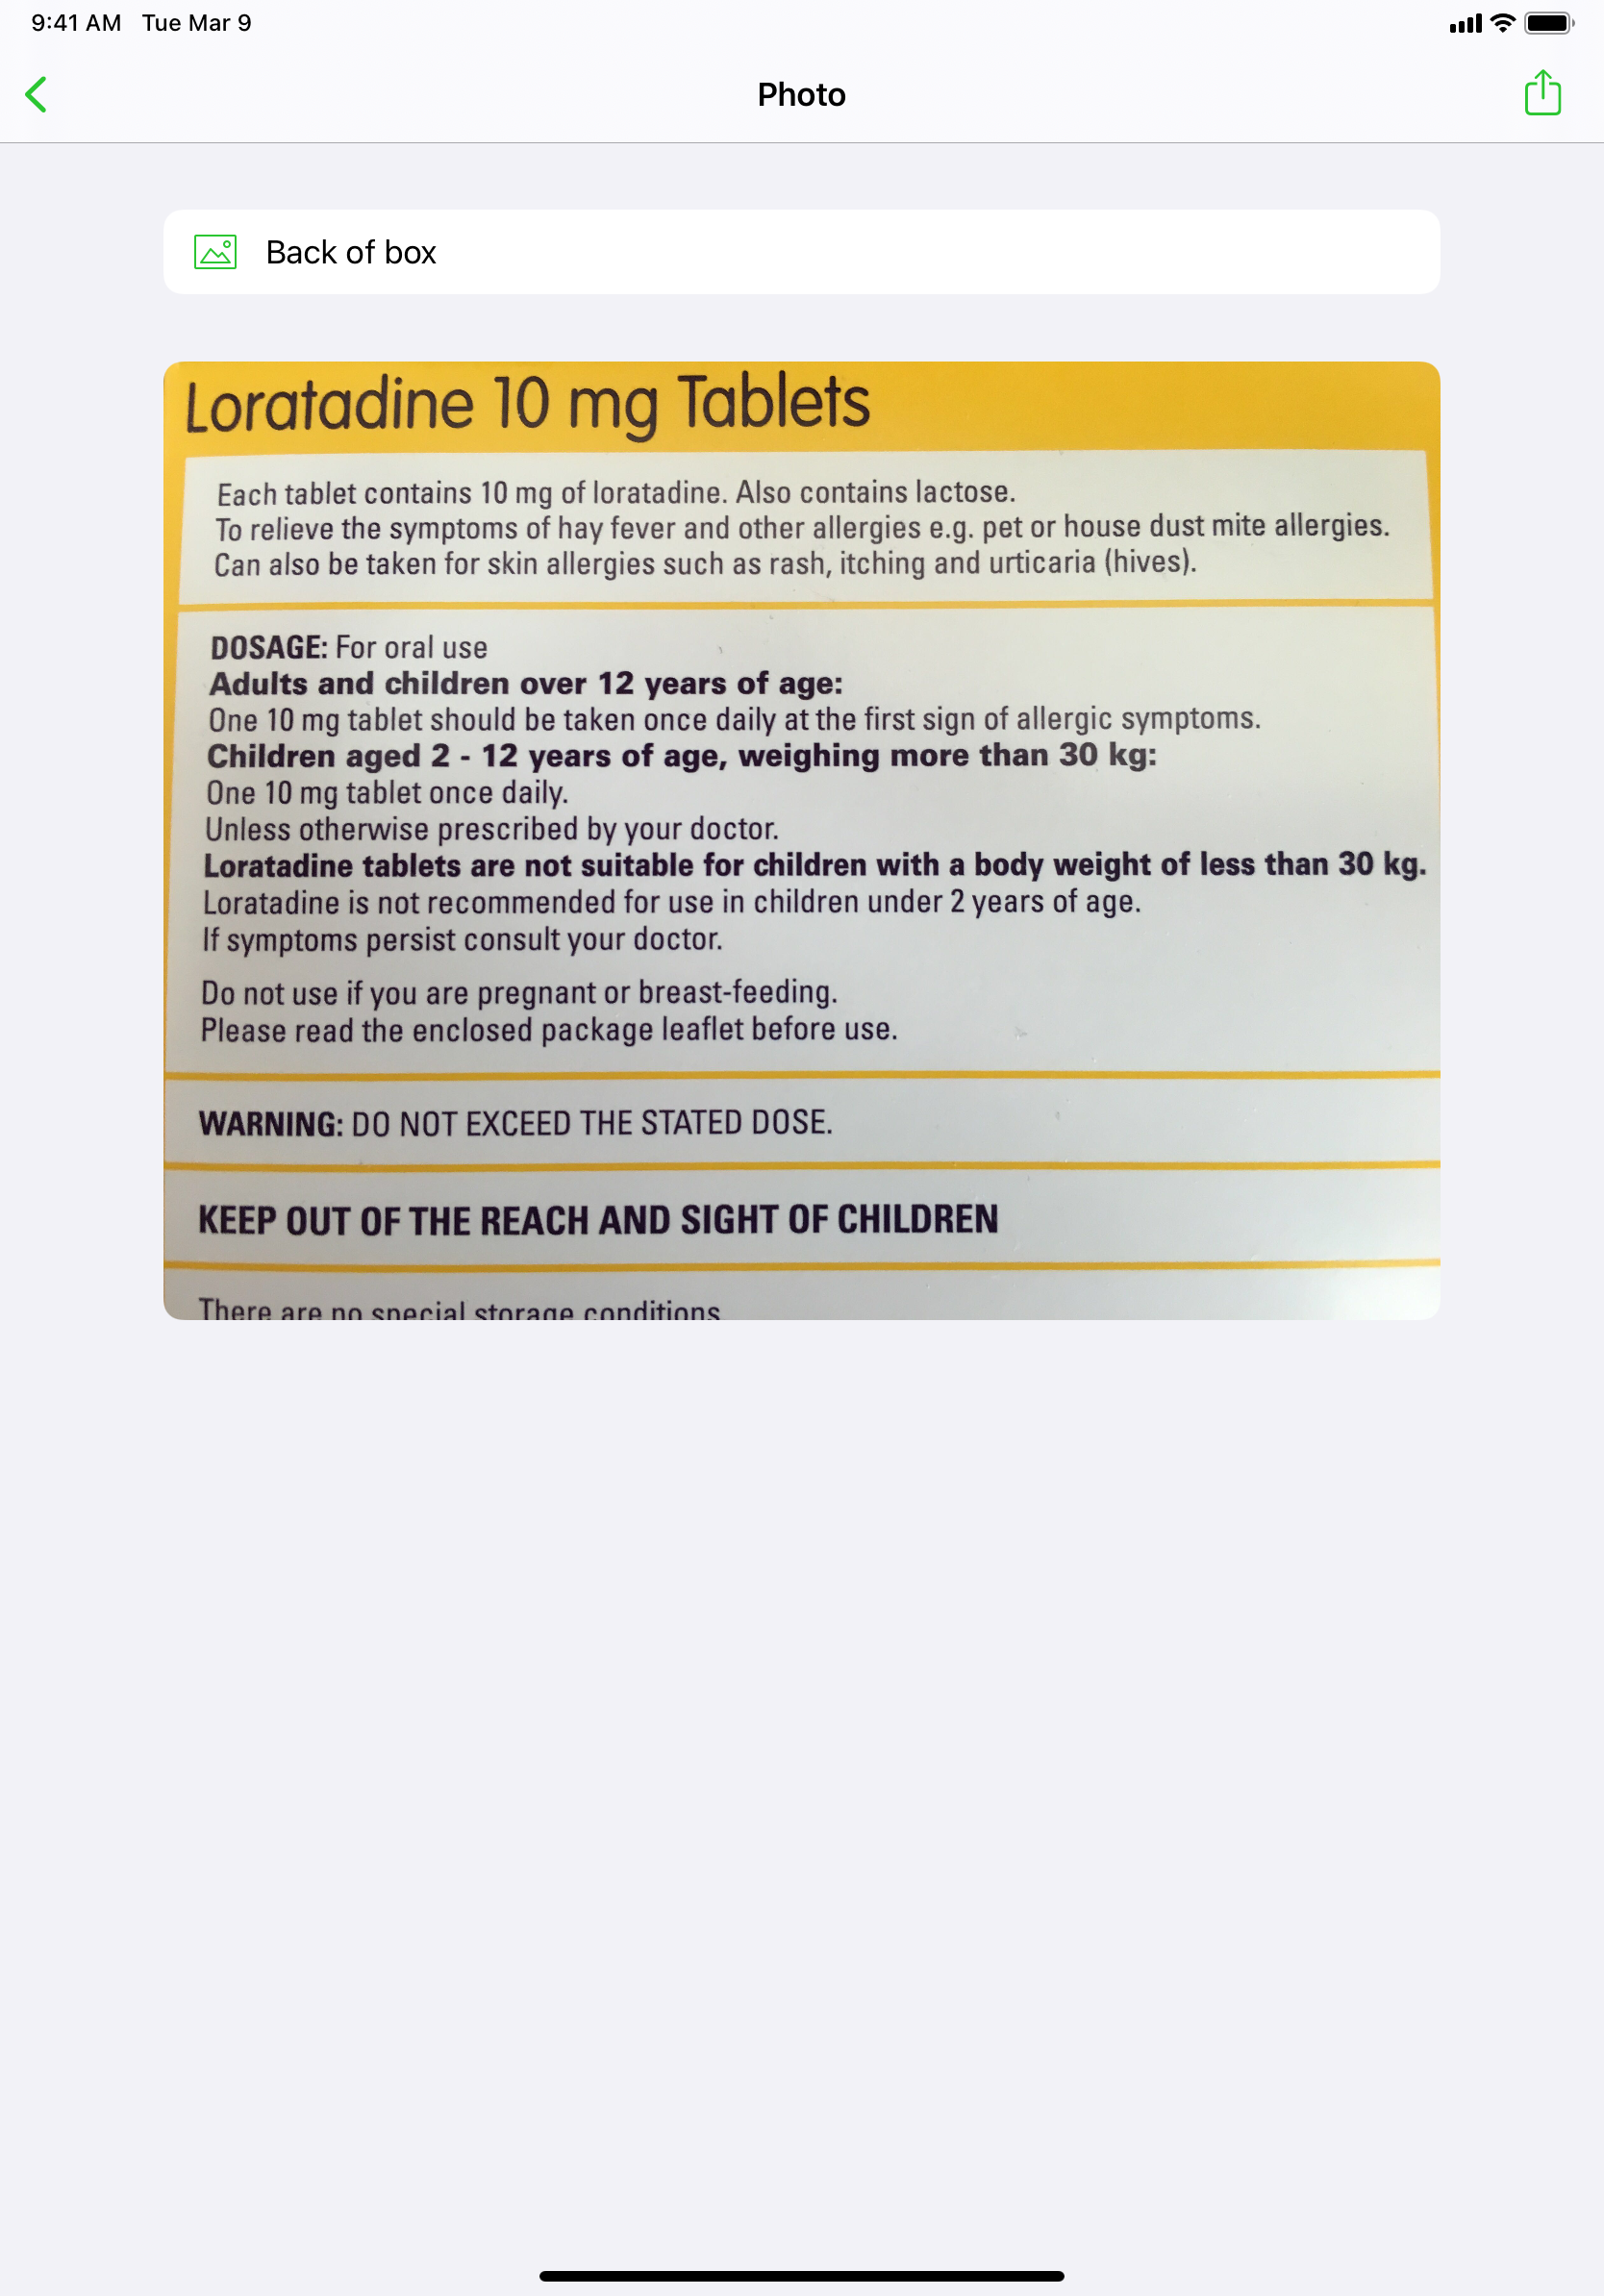 9:41 AM Tue Mar 9
Photo
Back of box
Loratadine 10 mg Tablets
Each tablet contains 10 mg of loratadine. Also contains lactose.
To relieve the symptoms of hay fever and other allergies e.g. pet or house dust mite allergies.
Can also be taken for skin allergies such as rash, itching and urticaria (hives).
DOSAGE: For oral use
Adults and children over 12 years of age:
One 10 mg tablet should be taken once daily at the first sign of allergic symptoms.
Children aged 2 - 12 years of age, weighing more than 30 kg:
One 10 mg tablet once daily.
Unless otherwise prescribed by your doctor.
Loratadine tablets are not suitable for children with a body weight of less than 30 kg.
Loratadine is not recommended for use in children under 2 years of age.
If symptoms persist consult your doctor.
Do not use if you are pregnant or breast-feeding.
Please read the enclosed package leaflet before use.
WARNING: DO NOT EXCEED THE STATED DOSE.
KEEP OUT OF THE REACH AND SIGHT OF CHILDREN
There are no special storage conditions